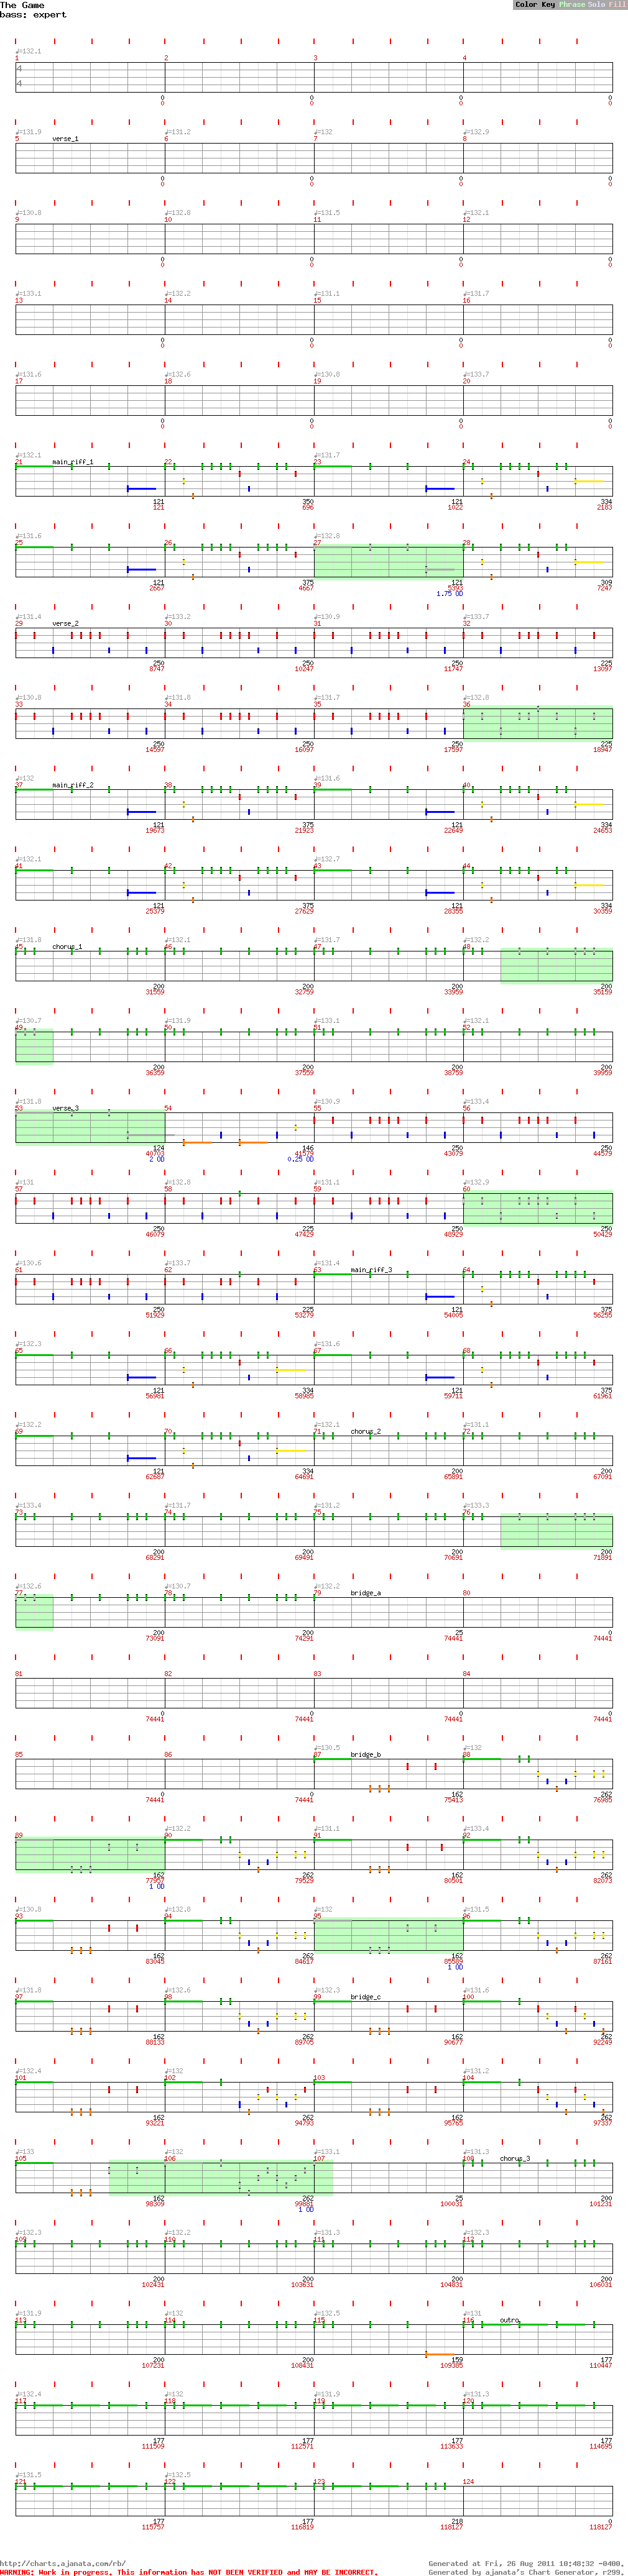 The Game
Color Key Phrase Solo Fill
bass: expert
♩=132.1
1 2 3 4
4
4
0 0 0 0
0 0 0 0
♩=131.9 ♩=131.2 ♩=132 ♩=132.9
5 verse_1 6 7 8
0 0 0 0
0 0 0 0
♩=130.8 ♩=132.8 ♩=131.5 ♩=132.1
9 10 11 12
0 0 0 0
0 0 0 0
♩=133.1 ♩=132.2 ♩=131.1 ♩=131.7
13 14 15 16
0 0 0 0
0 0 0 0
♩=131.6 ♩=132.6 ♩=130.8 ♩=133.7
17 18 19 20
0 0 0 0
0 0 0 0
♩=132.1 ♩=131.7
21 main_riff_1 22 23 24
121 350 121 334
121 696 1022 2183
♩=131.6 ♩=132.8
25 26 27 28
121 375 121 309
2667 4667 5393 7247
1.75 OD
♩=131.4 ♩=133.2 ♩=130.9 ♩=133.7
29 verse_2 30 31 32
250 250 250 225
8747 10247 11747 13097
♩=130.8 ♩=131.8 ♩=131.7 ♩=132.8
33 34 35 36
250 250 250 225
14597 16097 17597 18947
♩=132 ♩=131.6
37 main_riff_2 38 39 40
121 375 121 334
19673 21923 22649 24653
♩=132.1 ♩=132.7
41 42 43 44
121 375 121 334
25379 27629 28355 30359
♩=131.8 ♩=132.1 ♩=131.7 ♩=132.2
45 chorus_1 46 47 48
200 200 200 200
31559 32759 33959 35159
♩=130.7 ♩=131.9 ♩=133.1 ♩=132.1
49 50 51 52
200 200 200 200
36359 37559 38759 39959
♩=131.8 ♩=130.9 ♩=133.4
53 verse_3 54 55 56
124 146 250 250
40703 41579 43079 44579
2 OD 0.25 OD
♩=131 ♩=132.8 ♩=131.1 ♩=132.9
57 58 59 60
250 225 250 250
46079 47429 48929 50429
♩=130.6 ♩=133.7 ♩=131.4
61 62 63 main_riff_3 64
250 225 121 375
51929 53279 54005 56255
♩=132.3 ♩=131.6
65 66 67 68
121 334 121 375
56981 58985 59711 61961
♩=132.2 ♩=132.1 ♩=131.1
69 70 71 chorus_2 72
121 334 200 200
62687 64691 65891 67091
♩=133.4 ♩=131.7 ♩=131.2 ♩=133.3
73 74 75 76
200 200 200 200
68291 69491 70691 71891
♩=132.6 ♩=130.7 ♩=132.2
77 78 79 bridge_a 80
200 200 25 0
73091 74291 74441 74441
81 82 83 84
0 0 0 0
74441 74441 74441 74441
♩=130.5 ♩=132
85 86 87 bridge_b 88
0 0 162 262
74441 74441 75413 76985
♩=132.2 ♩=131.1 ♩=133.4
89 90 91 92
162 262 162 262
77957 79529 80501 82073
1 OD
♩=130.8 ♩=132.8 ♩=132 ♩=131.5
93 94 95 96
162 262 162 262
83045 84617 85589 87161
1 OD
♩=131.8 ♩=132.6 ♩=132.3 ♩=131.6
97 98 99 bridge_c 100
162 262 162 262
88133 89705 90677 92249
♩=132.4 ♩=132 ♩=131.2
101 102 103 104
162 262 162 262
93221 94793 95765 97337
♩=133 ♩=132 ♩=133.1 ♩=131.3
105 106 107 108 chorus_3
162 262 25 200
98309 99881 100031 101231
1 OD
♩=132.3 ♩=132.2 ♩=131.3 ♩=132.3
109 110 111 112
200 200 200 200
102431 103631 104831 106031
♩=131.9 ♩=132 ♩=132.5 ♩=131
113 114 115 116 outro
200 200 159 177
107231 108431 109385 110447
♩=132.4 ♩=132 ♩=131.9 ♩=131.3
117 118 119 120
177 177 177 177
111509 112571 113633 114695
♩=131.5 ♩=132.5
121 122 123 124
177 177 218 0
115757 116819 118127 118127
http://charts.ajanata.com/rb/ Generated at Fri, 26 Aug 2011 10:48:32 -0400.
WARNING: Work in progress. This information has NOT BEEN VERIFIED and MAY BE INCORRECT. Generated by ajanata's Chart Generator, r299.